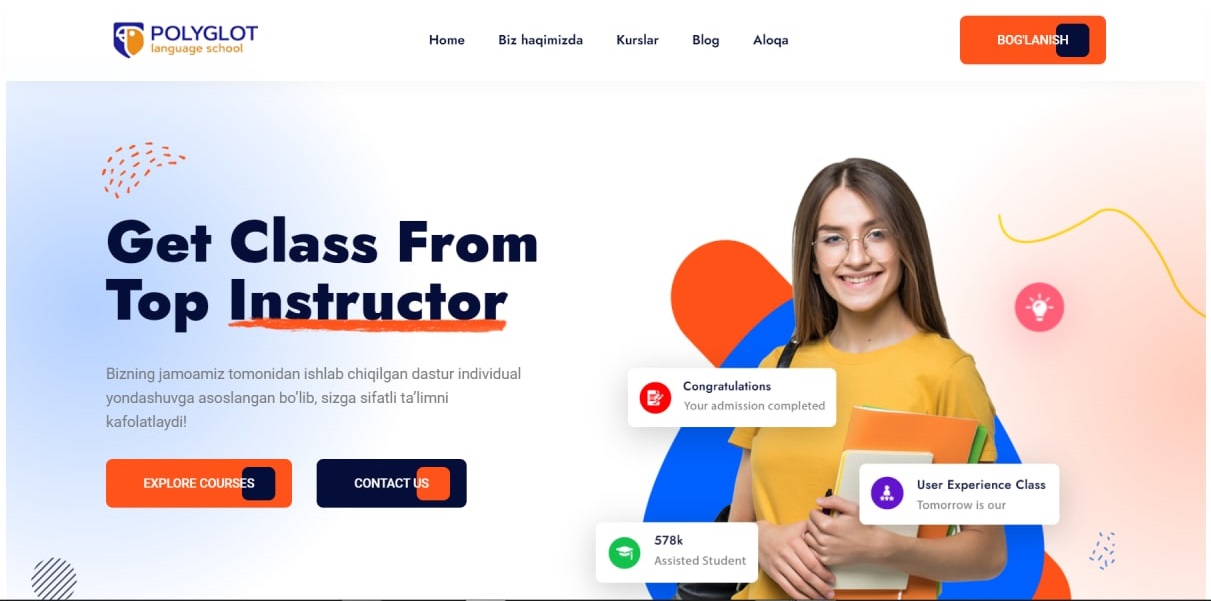 POLYGLOT
language school
Home
Biz haqimizda
Kurslar
Blog
Aloqa
BOG'LANISH
Get Class From
Top Instructor
Bizning jamoamiz tomonidan ishlab chiqilgan dastur individual
yondashuvga asoslangan bo'lib, sizga sifatli ta'limni
kafolatlaydi!
EXPLORE COURSES
CONTACT US
Congratulations
Your admission completed
User Experience Class
Tomorrow is our
578k
Assisted Student